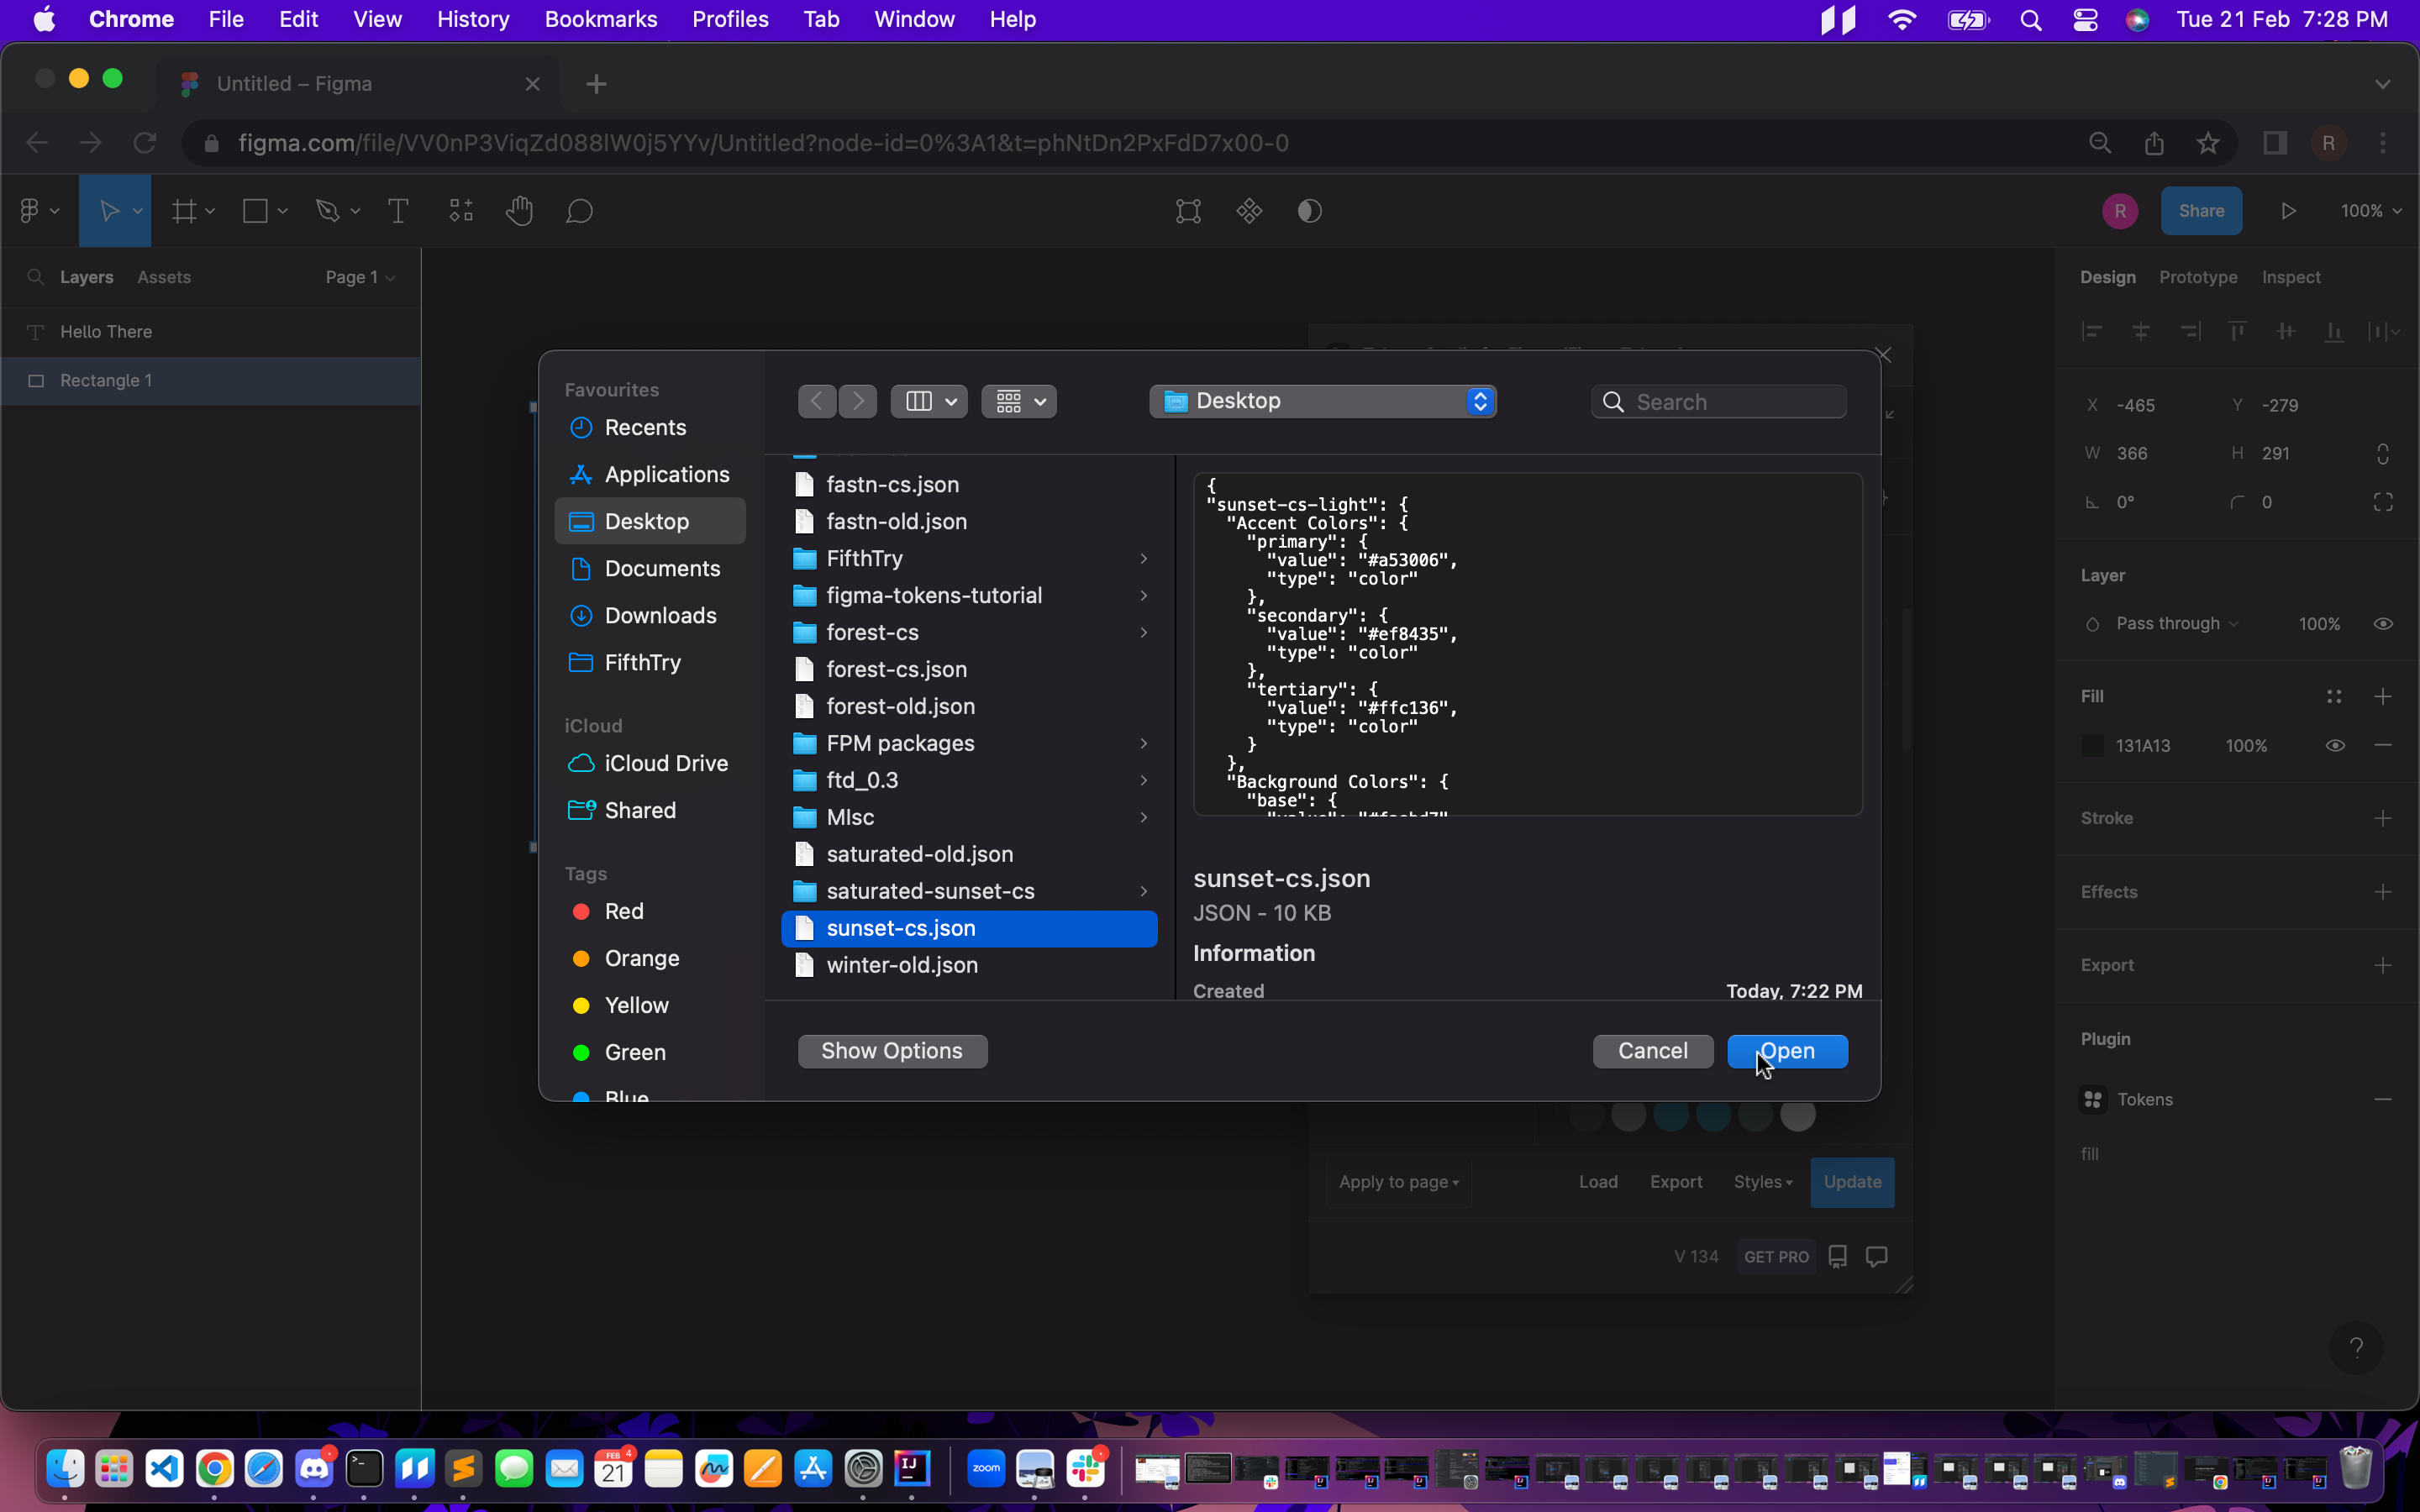 Chrome File Edit View History Bookmarks Profiles Tab Window Help Tue 21 Feb 7:28 PM
Untitled – Figma
figma.com/file/VV0nP3ViqZd088lW0j5YYv/Untitled?node-id=0%3A1&t=phNtDn2PxFdD7x00-0 R
R Share 100%
Layers Assets Page 1
Hello There
Rectangle 1
Favourites
Recents
Applications
Desktop
Documents
Downloads
FifthTry
iCloud
iCloud Drive
Shared
Tags
Red
Orange
Yellow
Green
Blue
Desktop
Search
fastn-cs.json
fastn-old.json
FifthTry
figma-tokens-tutorial
forest-cs
forest-cs.json
forest-old.json
FPM packages
ftd_0.3
MIsc
saturated-old.json
saturated-sunset-cs
sunset-cs.json
winter-old.json
{
"sunset-cs-light": {
"Accent Colors": {
"primary": {
"value": "#a53006",
"type": "color"
},
"secondary": {
"value": "#ef8435",
"type": "color"
},
"tertiary": {
"value": "#ffc136",
"type": "color"
}
},
"Background Colors": {
"base": {
sunset-cs.json
JSON - 10 KB
Information
Created Today, 7:22 PM
Show Options Cancel Open
Apply to page Load Export Styles Update
V 134 GET PRO
Design Prototype Inspect
X -465 Y -279
W 366 H 291
0° 0
Layer
Pass through 100%
Fill
131A13 100%
Stroke
Effects
Export
Plugin
Tokens
fill
?
FEB 4
21
IJ
zoom